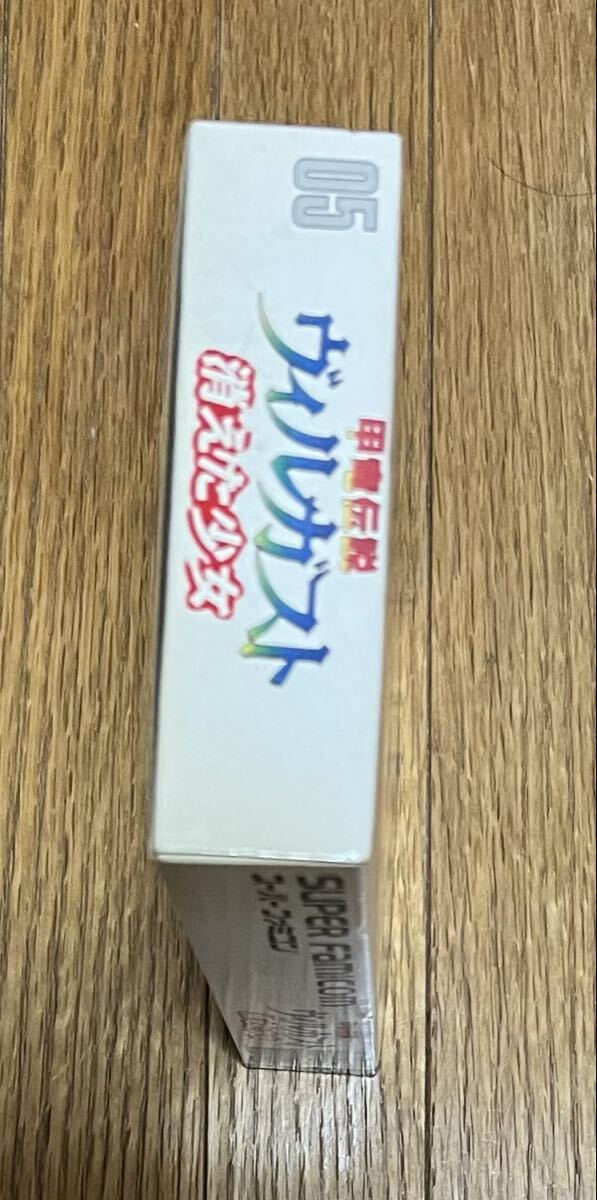 05
甲竜伝説
ヴィルガスト
消えた少女
SUPER FAMICOM
スーパーファミコン